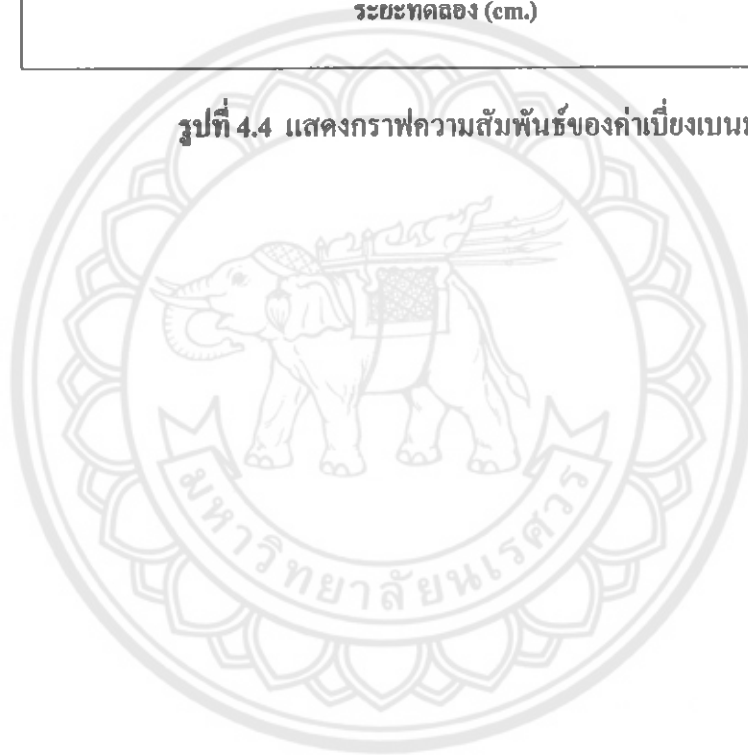 ระยะทดลอง (cm.)
รูปที่ 4.4 แสดงกราฟความสัมพันธ์ของค่าเบี่ยงเบน
มหาวิทยาลัยนเรศวร